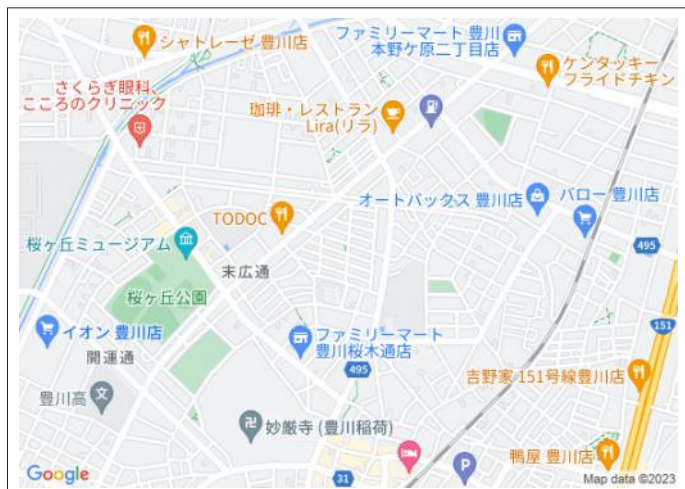 シャトレーゼ 豊川店
ファミリーマート 豊川
本野ケ原二丁目店
ケンタッキー
フライドチキン
さくらぎ眼科、
こころのクリニック
珈琲・レストラン
Lira(リラ)
オートバックス 豊川店
バロー 豊川店
TODOC
495
桜ヶ丘ミュージアム
末広通
桜ヶ丘公園
151
イオン 豊川店
ファミリーマート
豊川桜木通店
開運通
495
吉野家 151号線豊川店
豊川高
文
卍
妙厳寺 (豊川稲荷)
鴨屋 豊川店
P
31
Google
Map data ©2023